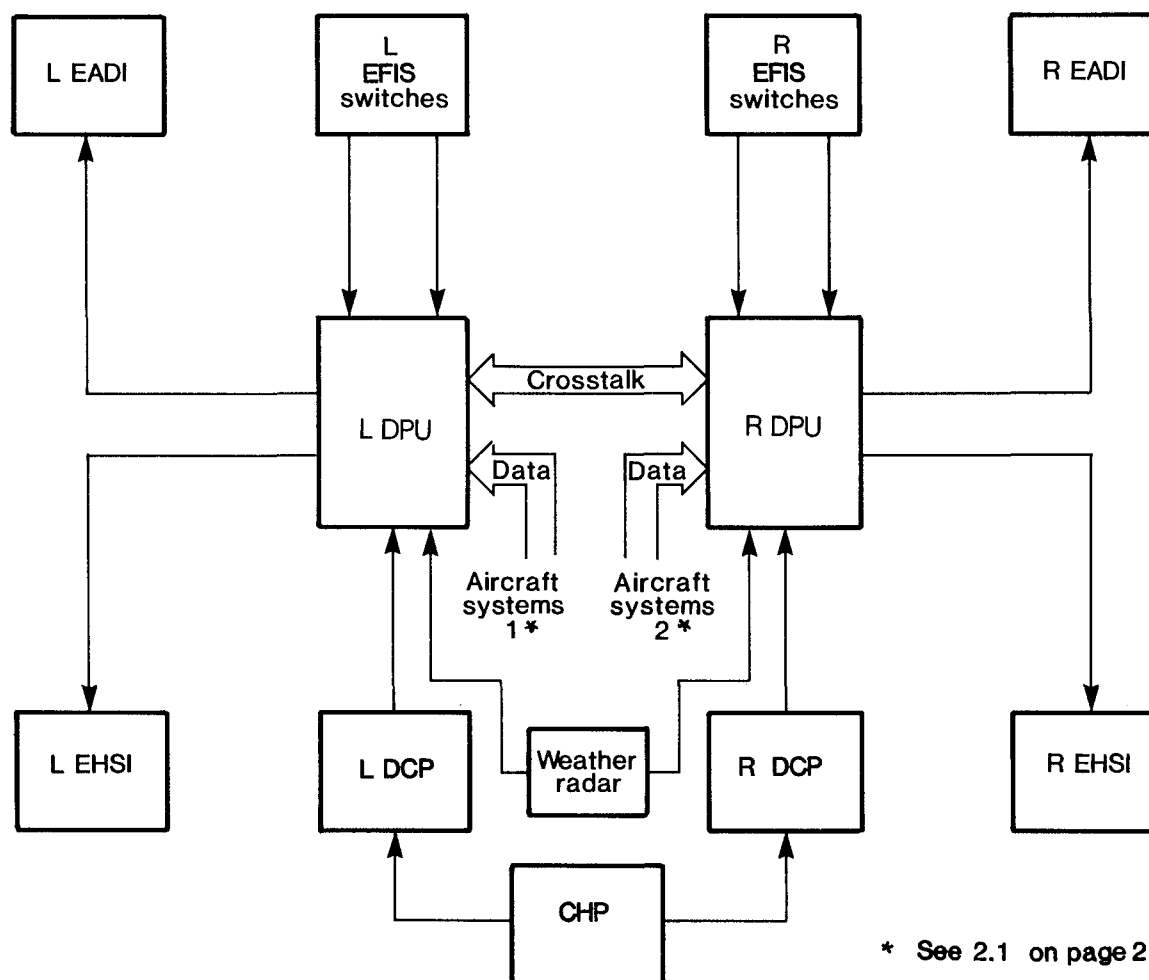 L EADI
L
EFIS
switches
R
EFIS
switches
R EADI
Crosstalk
L DPU
R DPU
Data
Data
Aircraft
systems
1*
Aircraft
systems
2*
L EHSI
L DCP
Weather
radar
R DCP
R EHSI
CHP
* See 2.1 on page 2